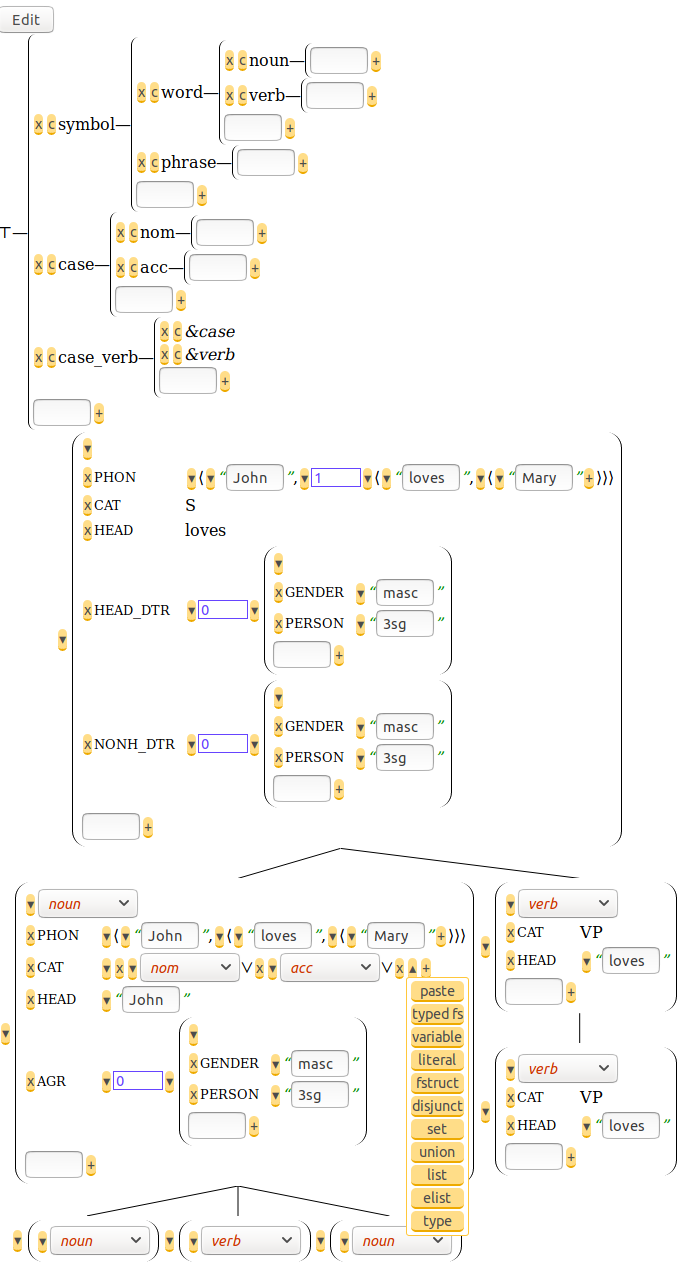 Edit
x c noun +
x c word
x c verb +
+
x c symbol
x c phrase +
+
⊤
x c nom +
x c case
x c acc +
+
x c &case
x c case_verb
x c &verb
+
+
▼
x PHON ▼ ⟨ ▼ “ John ”, ▼ 1 ▼ ⟨ ▼ “ loves ”, ▼ ⟨ ▼ “ Mary ” + ⟩⟩⟩
x CAT S
x HEAD loves
▼
x GENDER ▼ “ masc ”
x HEAD_DTR ▼ 0 ▼
x PERSON ▼ “ 3sg ”
+
▼
▼
x GENDER ▼ “ masc ”
x NONH_DTR ▼ 0 ▼
x PERSON ▼ “ 3sg ”
+
+
▼ noun
x PHON ▼ ⟨ ▼ “ John ”, ▼ ⟨ ▼ “ loves ”, ▼ ⟨ ▼ “ Mary ” + ⟩⟩⟩
x CAT ▼ x ▼ nom ∨ x ▼ acc ∨ x ▲ +
x HEAD ▼ “ John ”
▼
▼
x GENDER ▼ “ masc ”
x AGR ▼ 0 ▼
x PERSON ▼ “ 3sg ”
+
+
paste
typed fs
variable
literal
fstruct
disjunct
set
union
list
elist
type
▼ verb
▼
x CAT VP
x HEAD ▼ “ loves ”
+
▼ verb
▼
x CAT VP
x HEAD ▼ “ loves ”
+
▼ ▼ noun ▼ ▼ verb ▼ ▼ noun